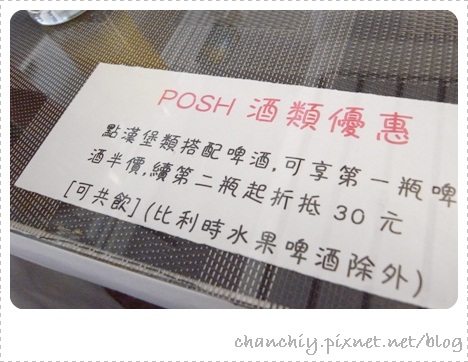 POSH 酒類優惠
點漢堡類搭配啤酒,可享第一瓶啤
酒半價,續第二瓶起折抵 30 元
[可共飲](比利時水果啤酒除外)
chanchiy.pixnet.net/blog